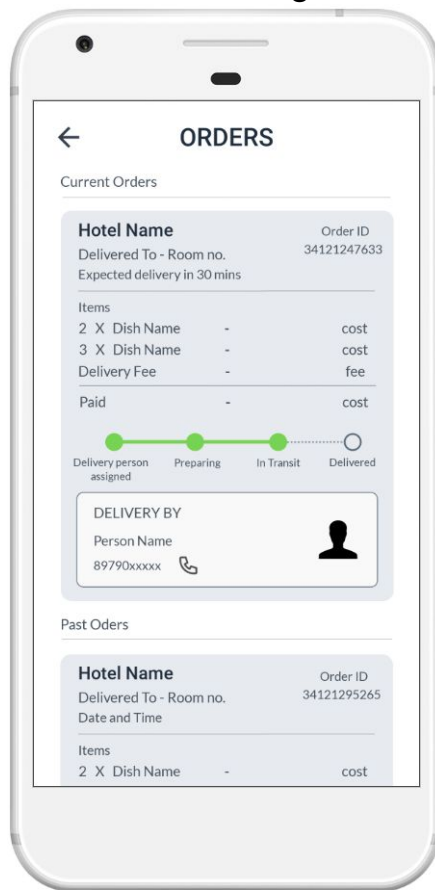 ORDERS
Current Orders
Hotel Name
Order ID
Delivered To - Room no.
34121247633
Expected delivery in 30 mins
Items
2 X Dish Name - cost
3 X Dish Name - cost
Delivery Fee - fee
Paid - cost
Delivery person assigned
Preparing
In Transit
Delivered
DELIVERY BY
Person Name
89790xxxxx
Past Oders
Hotel Name
Order ID
Delivered To - Room no.
34121295265
Date and Time
Items
2 X Dish Name - cost